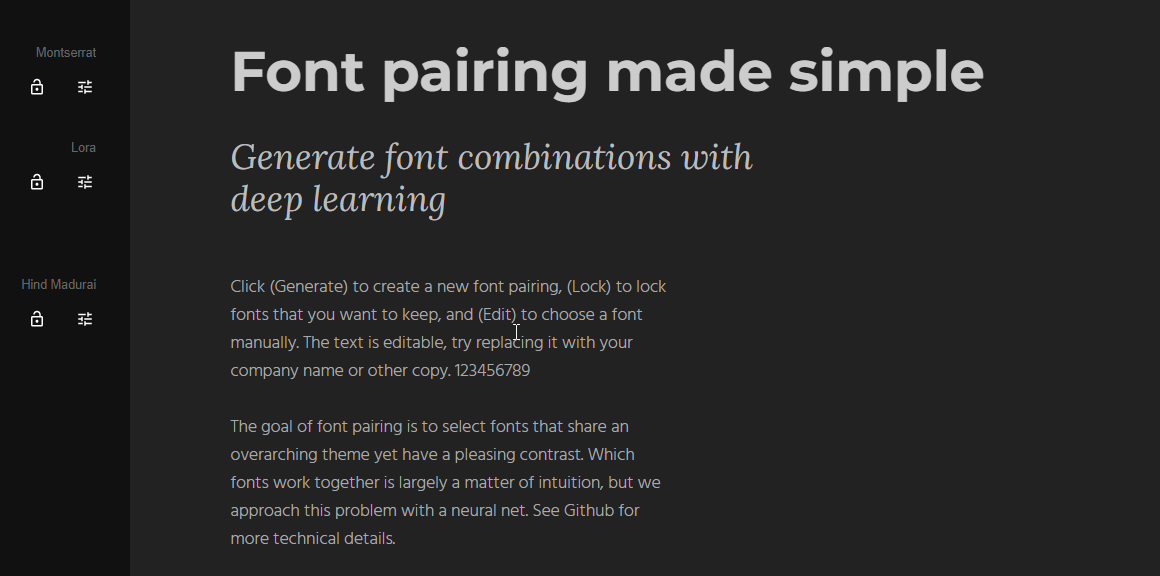 Montserrat
Font pairing made simple
Lora
Generate font combinations with
deep learning
Hind Madurai
Click (Generate) to create a new font pairing, (Lock) to lock
fonts that you want to keep, and (Edit) to choose a font
manually. The text is editable, try replacing it with your
company name or other copy. 123456789
The goal of font pairing is to select fonts that share an
overarching theme yet have a pleasing contrast. Which
fonts work together is largely a matter of intuition, but we
approach this problem with a neural net. See Github for
more technical details.